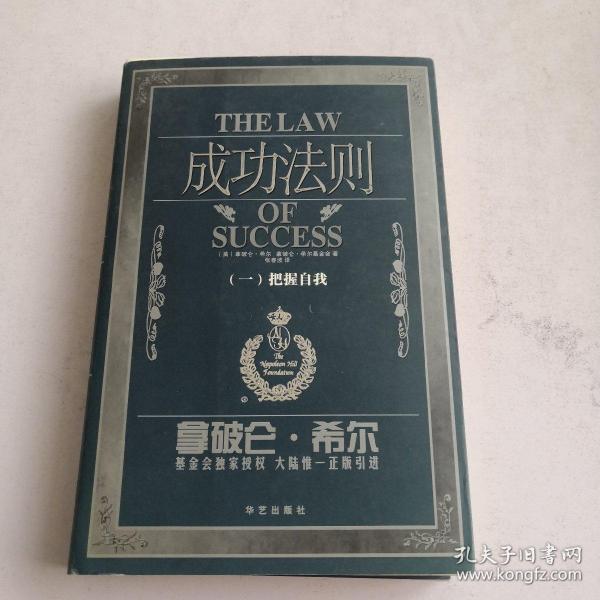 THE LAW
成功法则
OF
SUCCESS
（美）拿破仑·希尔 拿破仑·希尔基金会 著
（一）把握自我
The
Napoleon Hill
Foundation
拿破仑·希尔
基金会独家授权 大陆惟一正版引进
华艺出版社
孔夫子旧书网
www.kongfz.com